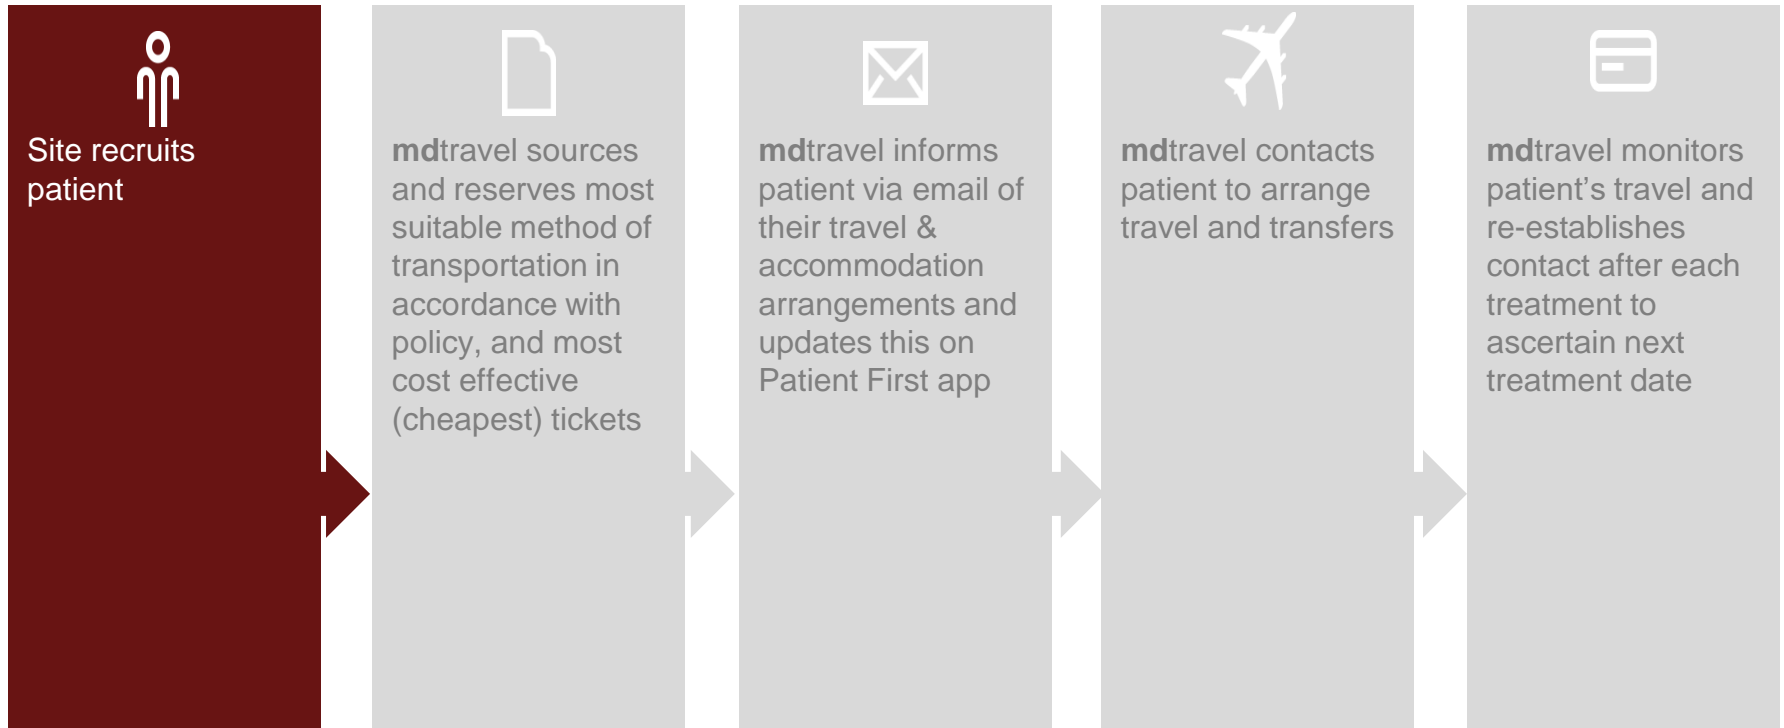 Site recruits
patient
mdtravel sources
and reserves most
suitable method of
transportation in
accordance with
policy, and most
cost effective
(cheapest) tickets
mdtravel informs
patient via email of
their travel &
accommodation
arrangements and
updates this on
Patient First app
mdtravel contacts
patient to arrange
travel and transfers
mdtravel monitors
patient’s travel and
re-establishes
contact after each
treatment to
ascertain next
treatment date